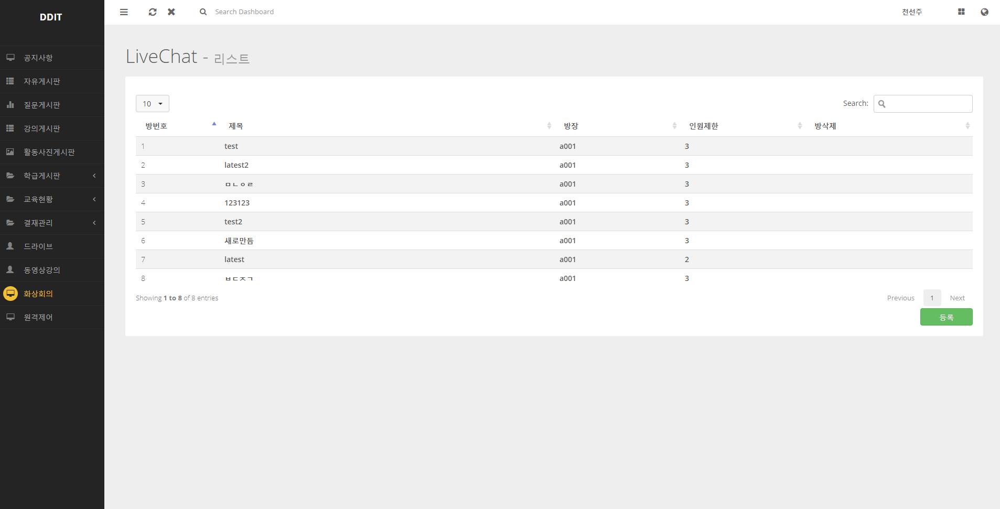 DDIT
Search Dashboard
천선주
공지사항
자유게시판
질문게시판
강의게시판
활동사진게시판
학급게시판
교육현황
결재관리
드라이브
동영상강의
화상회의
원격제어
LiveChat - 리스트
10
Search:
방번호 제목 방장 인원제한 방삭제
1 test a001 3
2 latest2 a001 3
3 ㅁㄴㅇㄹ a001 3
4 123123 a001 3
5 test2 a001 3
6 새로만듬 a001 3
7 latest a001 2
8 ㅂㄷㅈㄱ a001 3
Showing 1 to 8 of 8 entries
Previous 1 Next
등록